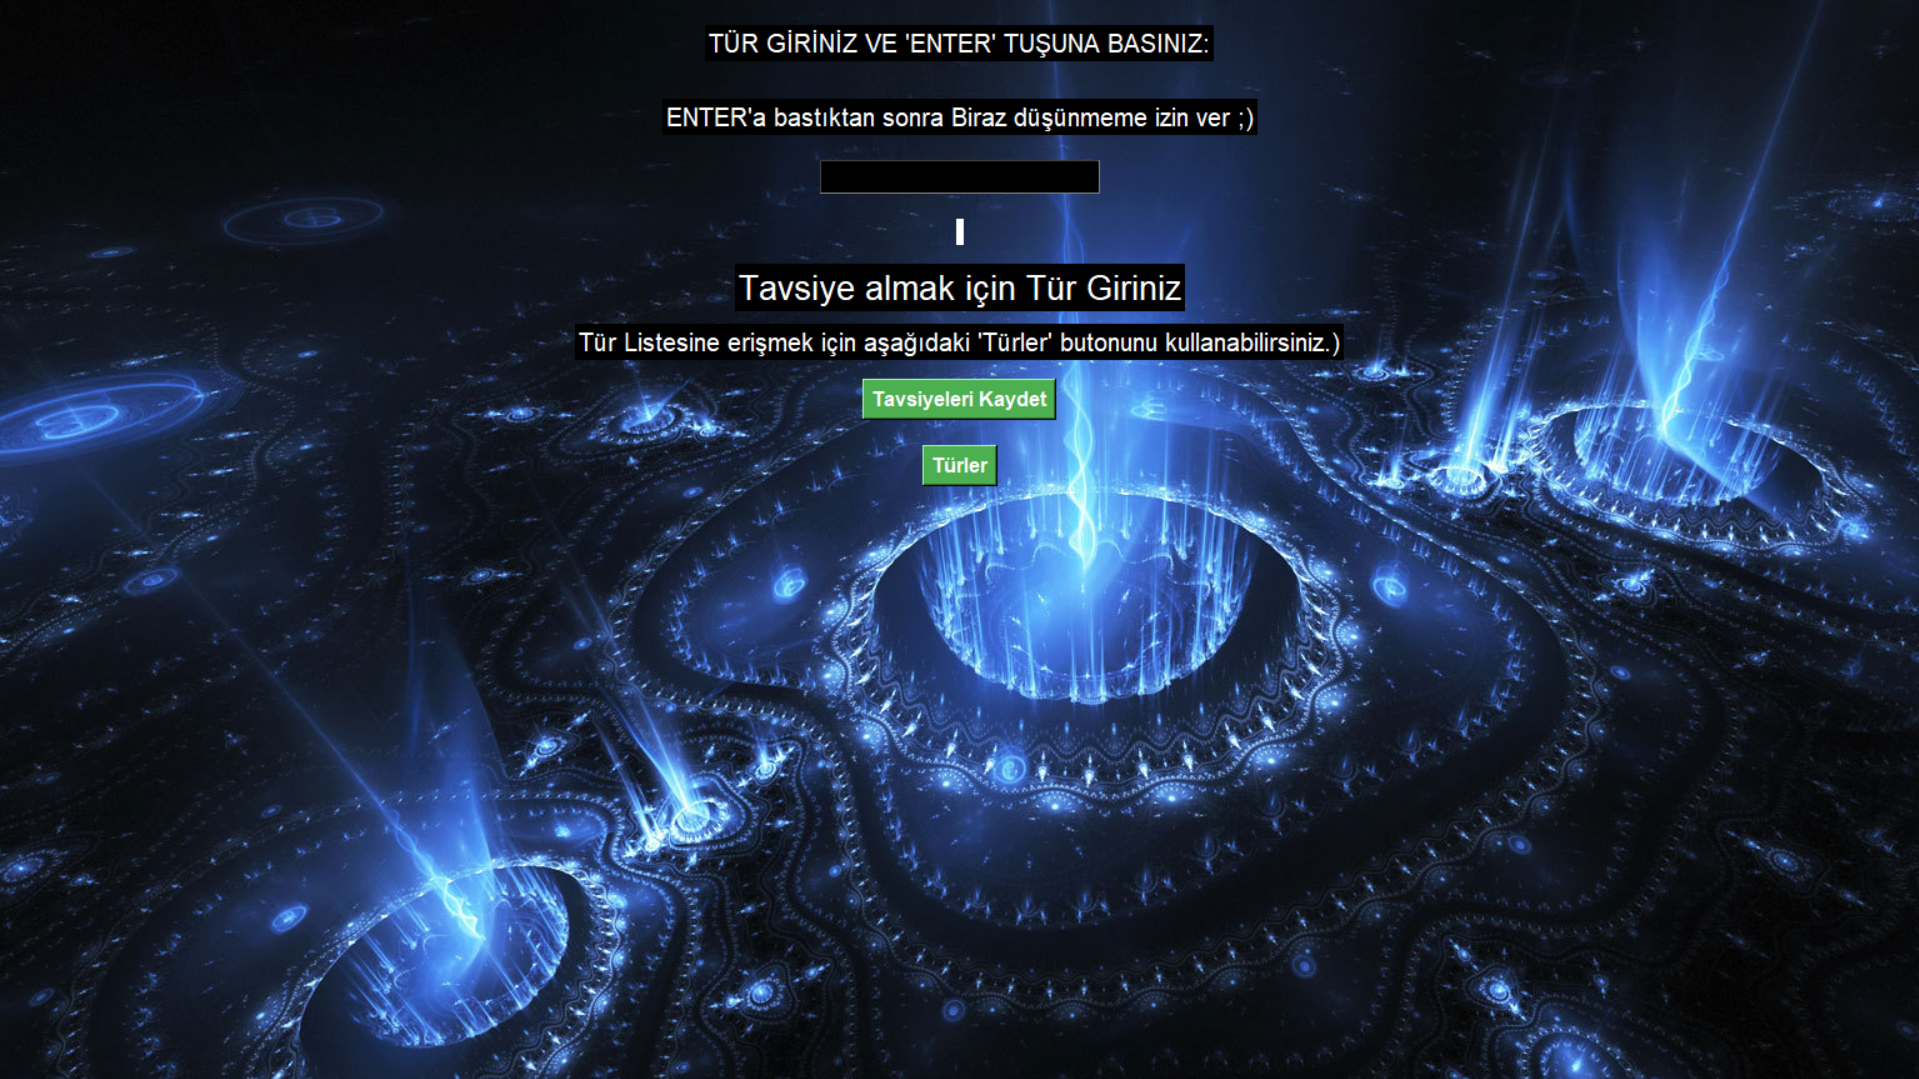 TÜR GİRİNİZ VE 'ENTER' TUŞUNA BASINIZ:
ENTER'a bastıktan sonra Biraz düşünmeme izin ver ;)
Tavsiye almak için Tür Giriniz
Tür Listesine erişmek için aşağıdaki 'Türler' butonunu kullanabilirsiniz.)
Tavsiyeleri Kaydet
Türler